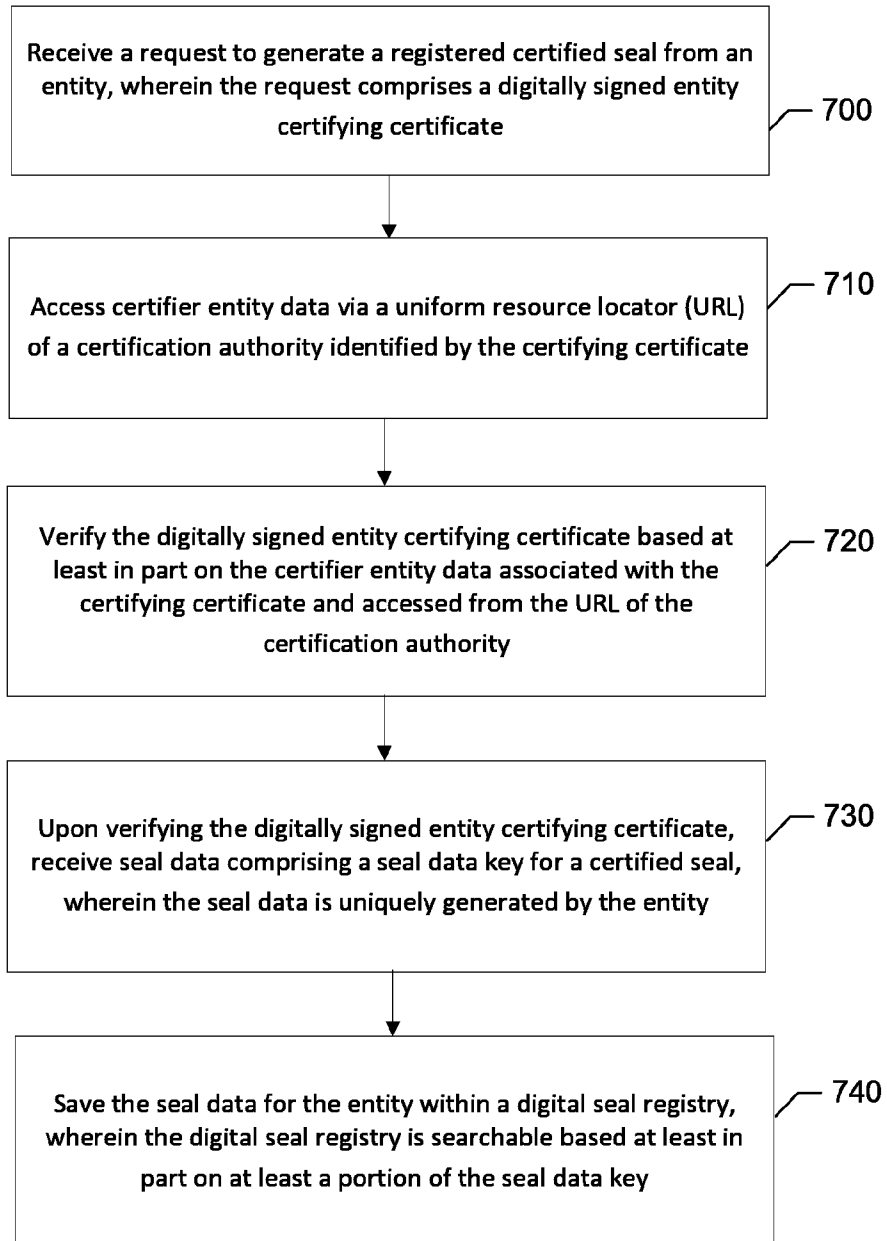 Receive a request to generate a registered certified seal from an
entity, wherein the request comprises a digitally signed entity
certifying certificate
700
Access certifier entity data via a uniform resource locator (URL)
of a certification authority identified by the certifying certificate
710
Verify the digitally signed entity certifying certificate based at
least in part on the certifier entity data associated with the
certifying certificate and accessed from the URL of the
certification authority
720
Upon verifying the digitally signed entity certifying certificate,
receive seal data comprising a seal data key for a certified seal,
wherein the seal data is uniquely generated by the entity
730
Save the seal data for the entity within a digital seal registry,
wherein the digital seal registry is searchable based at least in
part on at least a portion of the seal data key
740